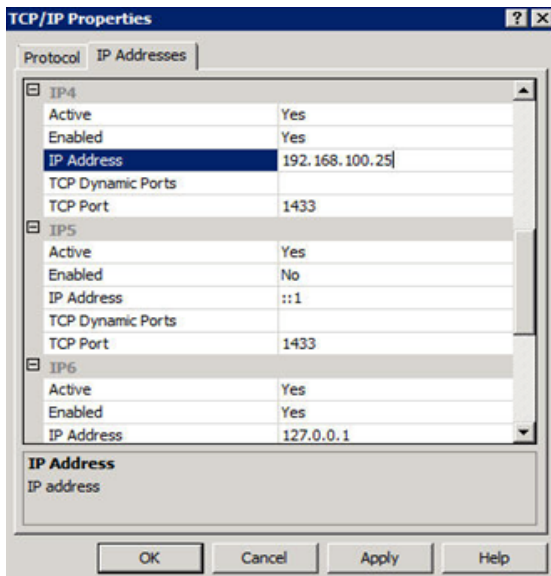 TCP/IP Properties
Protocol IP Addresses
IP4
Active Yes
Enabled Yes
IP Address 192.168.100.25
TCP Dynamic Ports
TCP Port 1433
IP5
Active Yes
Enabled No
IP Address ::1
TCP Dynamic Ports
TCP Port 1433
IP6
Active Yes
Enabled Yes
IP Address 127.0.0.1
IP Address
IP address
OK Cancel Apply Help